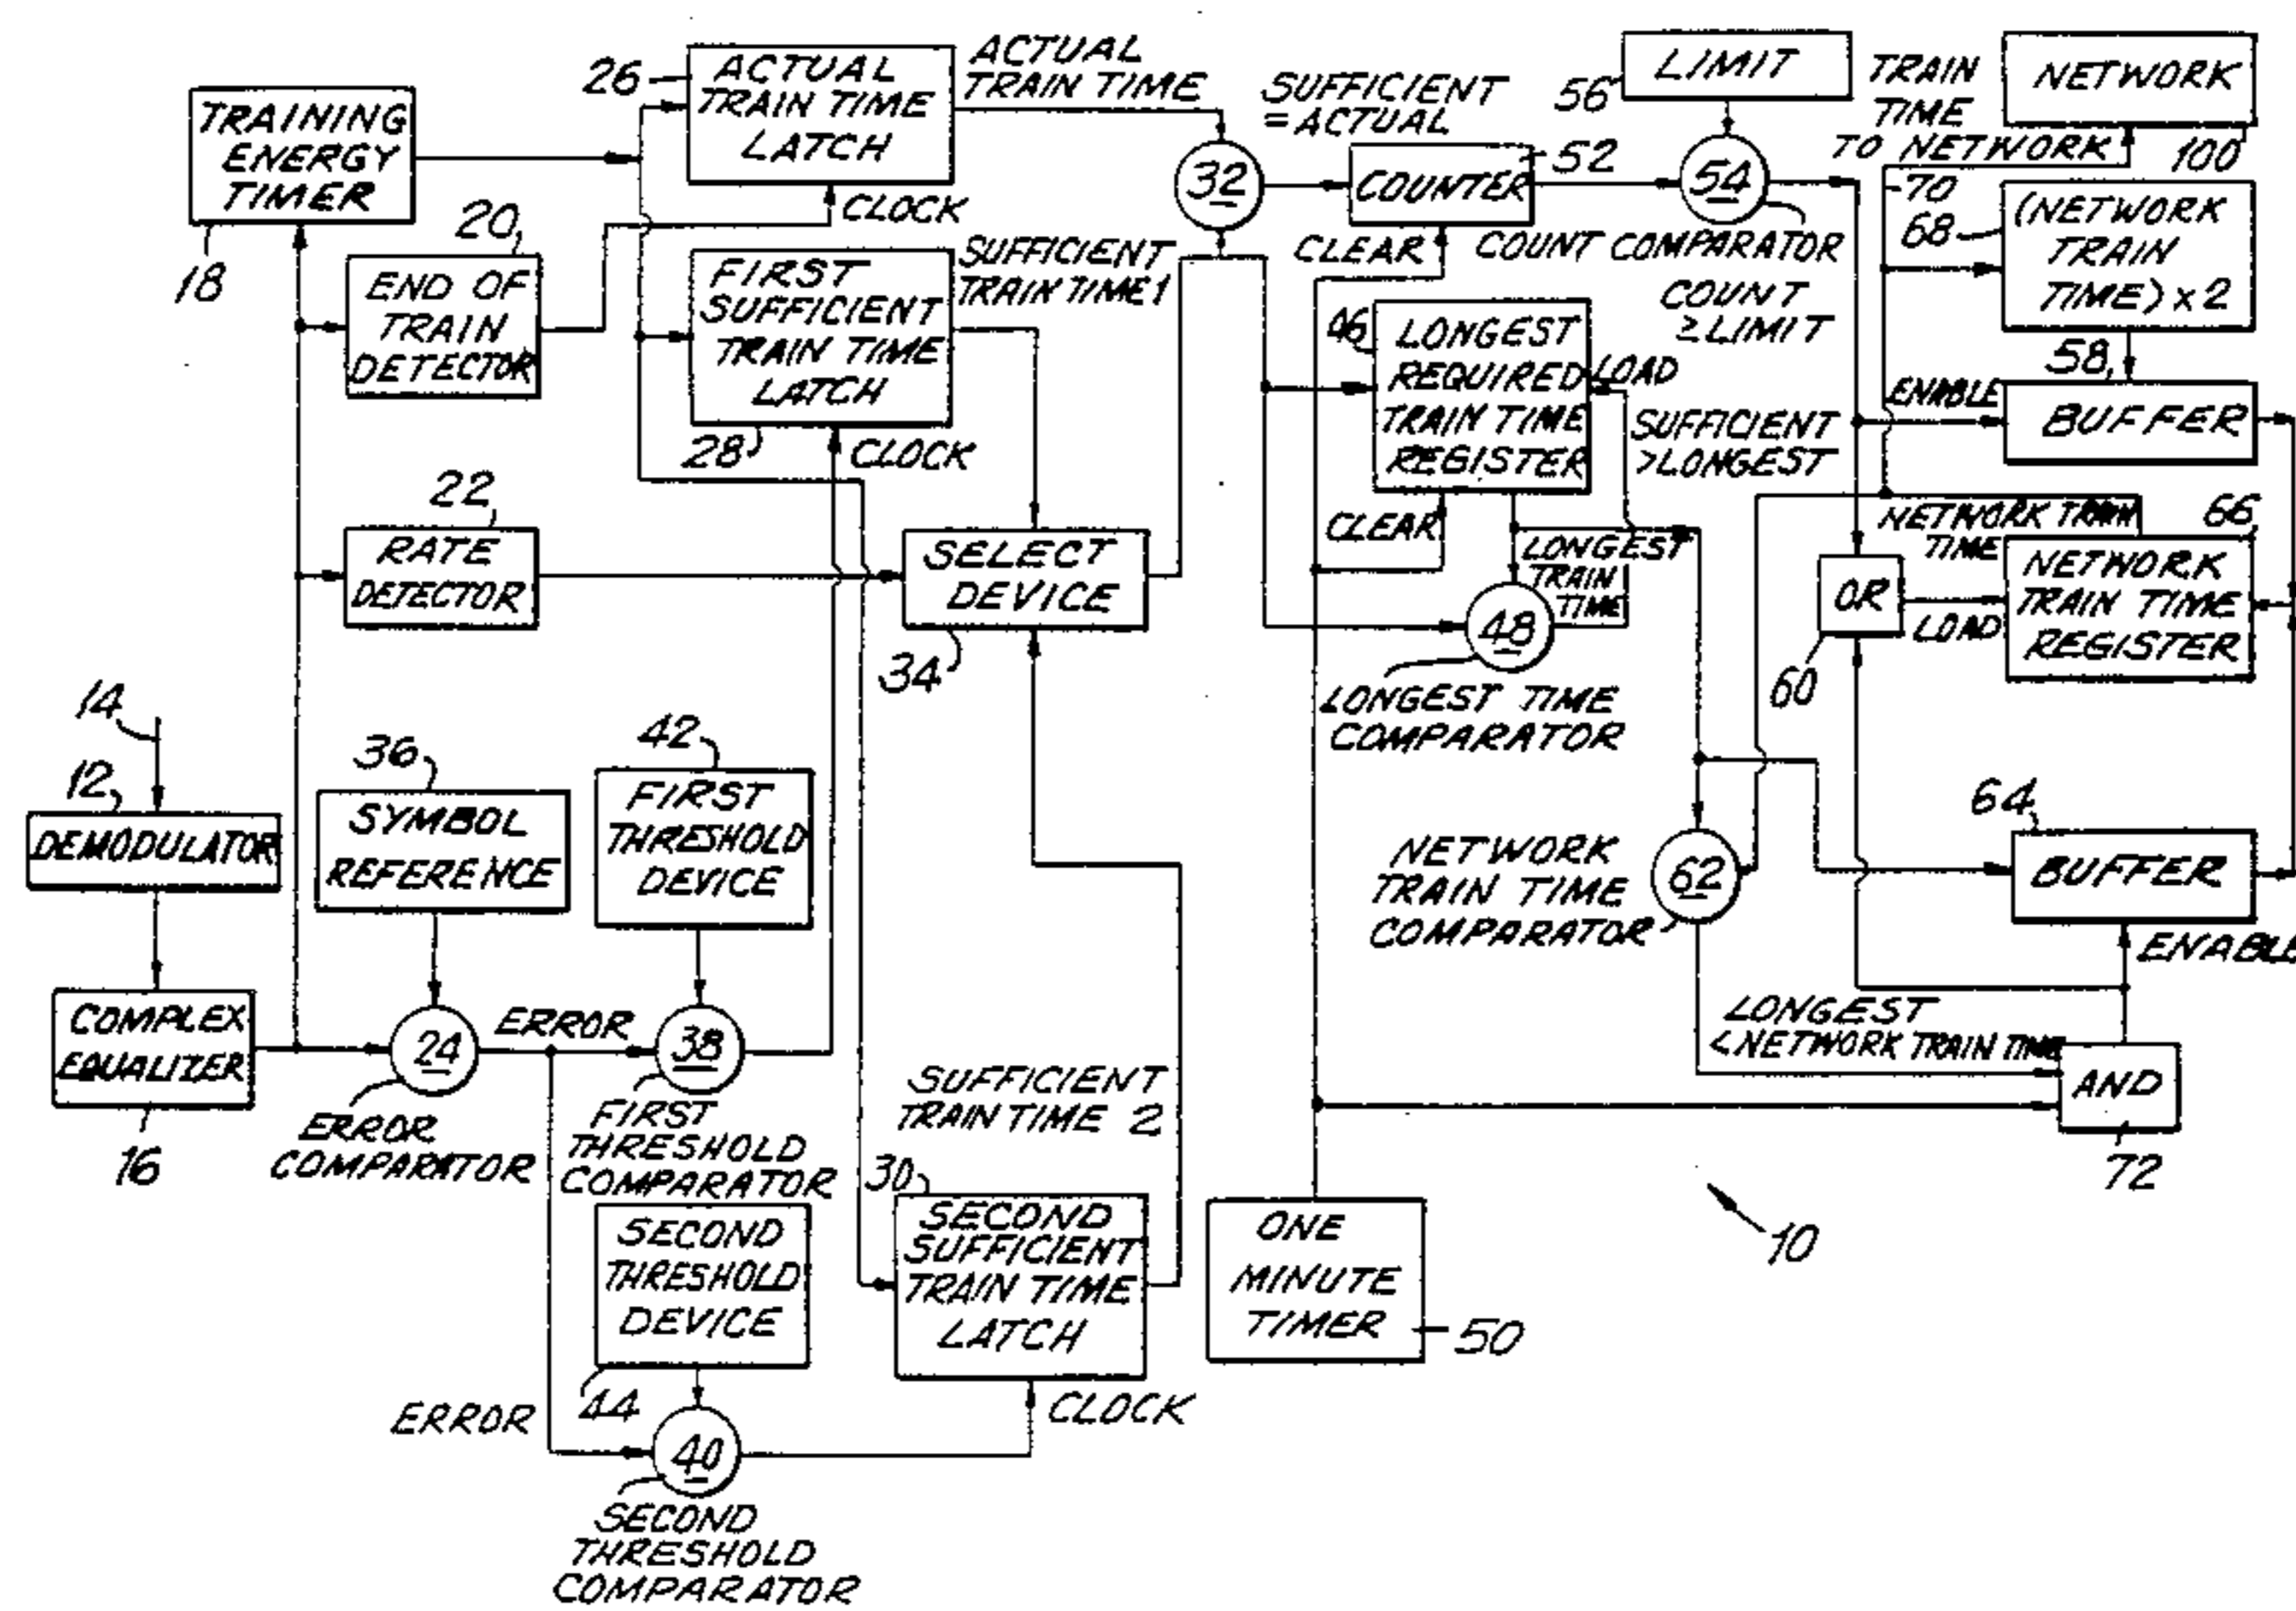 TRAINING
ENERGY
TIMER
18
26
ACTUAL
TRAIN TIME
LATCH
CLOCK
ACTUAL
TRAIN TIME
20
END OF
TRAIN
DETECTOR
FIRST
SUFFICIENT
TRAIN TIME
LATCH
28
CLOCK
SUFFICIENT
TRAIN TIME 1
22
RATE
DETECTOR
SELECT
DEVICE
34
14
12
DEMODULATOR
COMPLEX
EQUALIZER
16
36
SYMBOL
REFERENCE
24
ERROR
COMPARATOR
ERROR
42
FIRST
THRESHOLD
DEVICE
38
FIRST
THRESHOLD
COMPARATOR
SECOND
THRESHOLD
DEVICE
44
ERROR
40
SECOND
THRESHOLD
COMPARATOR
SUFFICIENT
TRAIN TIME 2
30
SECOND
SUFFICIENT
TRAIN TIME
LATCH
CLOCK
32
SUFFICIENT
= ACTUAL
52
COUNTER
CLEAR
56
LIMIT
54
COUNT COMPARATOR
COUNT
≥ LIMIT
46
LONGEST
REQUIRED
TRAIN TIME
REGISTER
LOAD
SUFFICIENT
>LONGEST
CLEAR
LONGEST
TRAIN
TIME
48
LONGEST TIME
COMPARATOR
TRAIN
TIME
TO NETWORK
NETWORK
100
70
68
(NETWORK
TRAIN
TIME) x 2
58
ENABLE
BUFFER
NETWORK TRAIN
TIME
66
NETWORK
TRAIN TIME
REGISTER
OR
LOAD
60
62
NETWORK
TRAIN TIME
COMPARATOR
64
BUFFER
ENABLE
LONGEST
<NETWORK TRAIN TIME
AND
72
ONE
MINUTE
TIMER
50
10